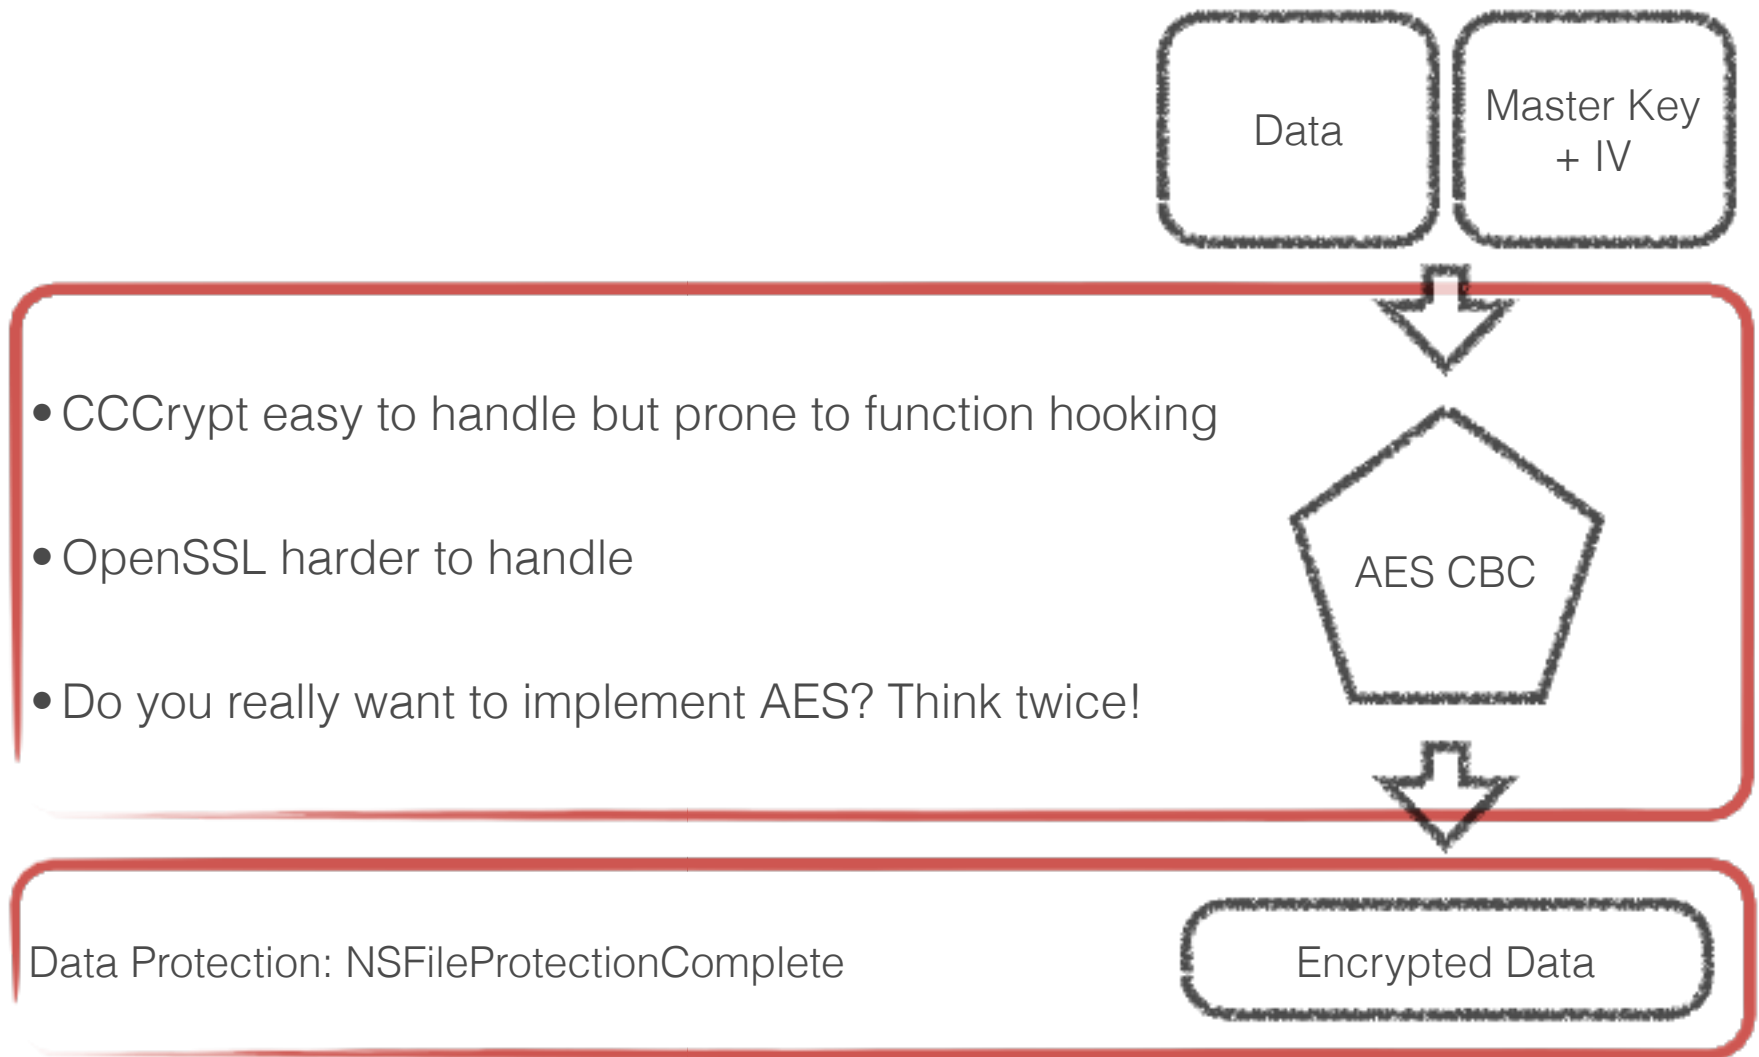 Data
Master Key
+ IV
• CCCrypt easy to handle but prone to function hooking
• OpenSSL harder to handle
AES CBC
• Do you really want to implement AES? Think twice!
Data Protection: NSFileProtectionComplete
Encrypted Data